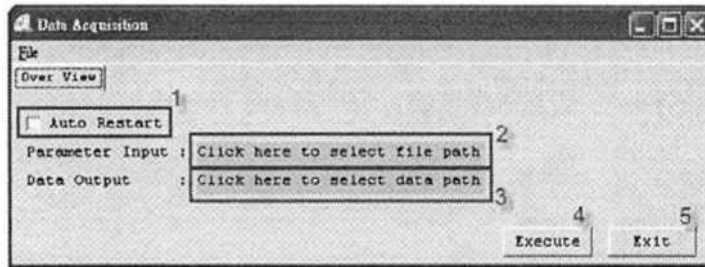 Data Acquisition
File
Over View
1
Auto Restart
2
Parameter Input : Click here to select file path
Data Output : Click here to select data path
3
4 5
Execute Exit